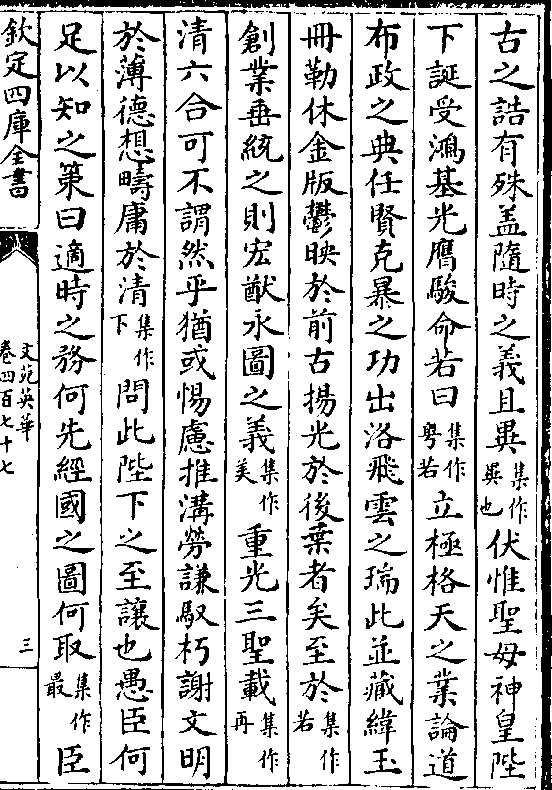 古之誥有殊盖隨時之義且異集作異也伏惟聖母神皇陛
下誕受鴻基光膺駿命若曰集作粤若立極格天之業論道
布政之典任賢克暴之功出洛飛雲之瑞此並藏緯玉
冊勒休金版鬱映於前古揚光於後葉者矣至於集作若
創業垂統之則宏猷永圖之義集作美重光三聖載集作再
清六合可不謂然乎猶或惕慮推溝勞謙馭朽謝文明
於薄德想疇庸於清集作下問此陛下之至讓也愚臣何
足以知之第曰適時之務何先經國之圖何取集作最臣
欽定四庫全書
文苑英華
卷四百七十七
三